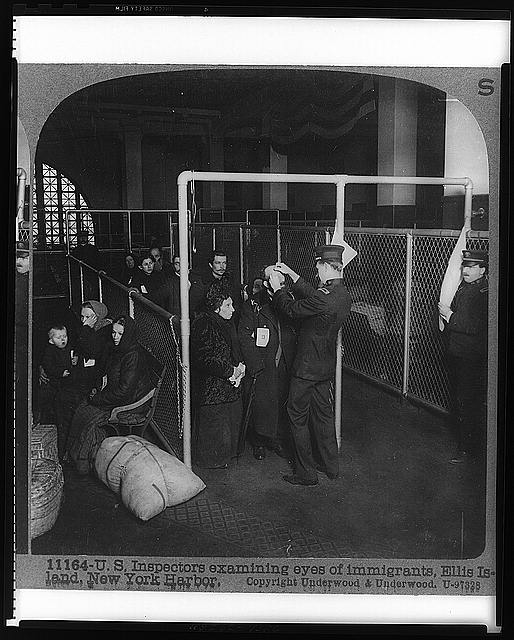 S
11164-U. S. Inspectors examining eyes of immigrants, Ellis Is-
land, New York Harbor. Copyright Underwood & Underwood. U-97328